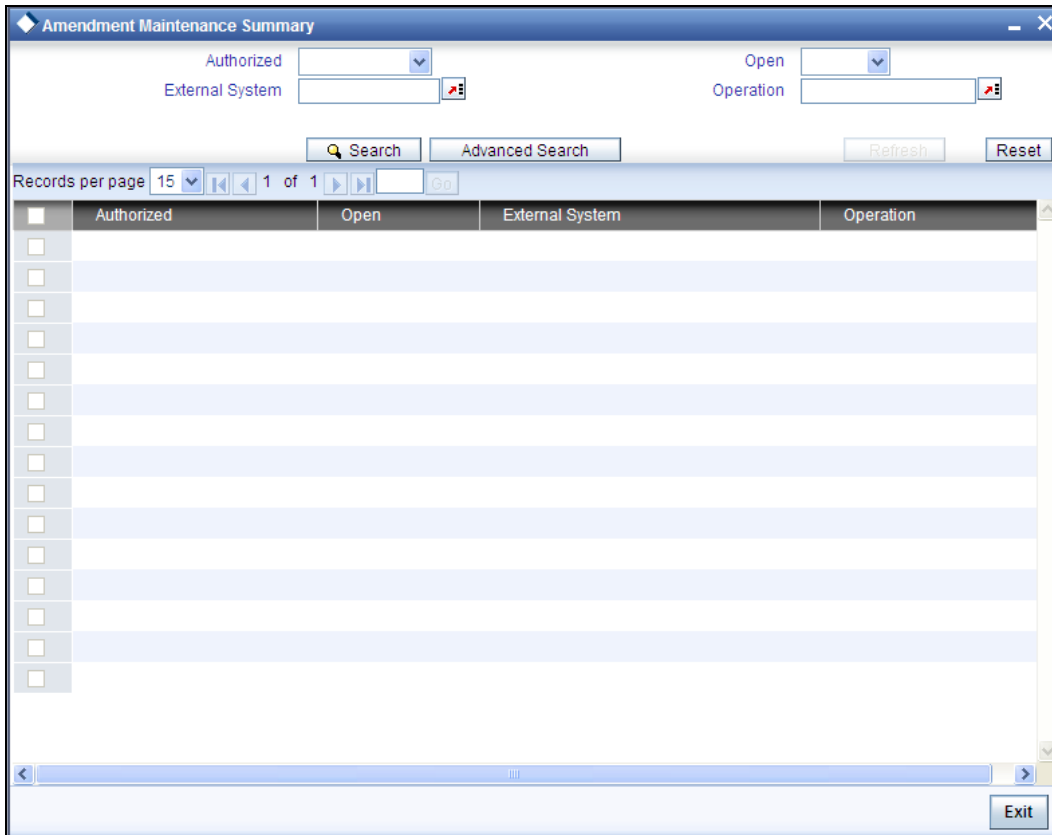 Amendment Maintenance Summary
Authorized Open
External System Operation
Search Advanced Search Refresh Reset
Records per page 15 1 of 1 Go
Authorized Open External System Operation
Exit